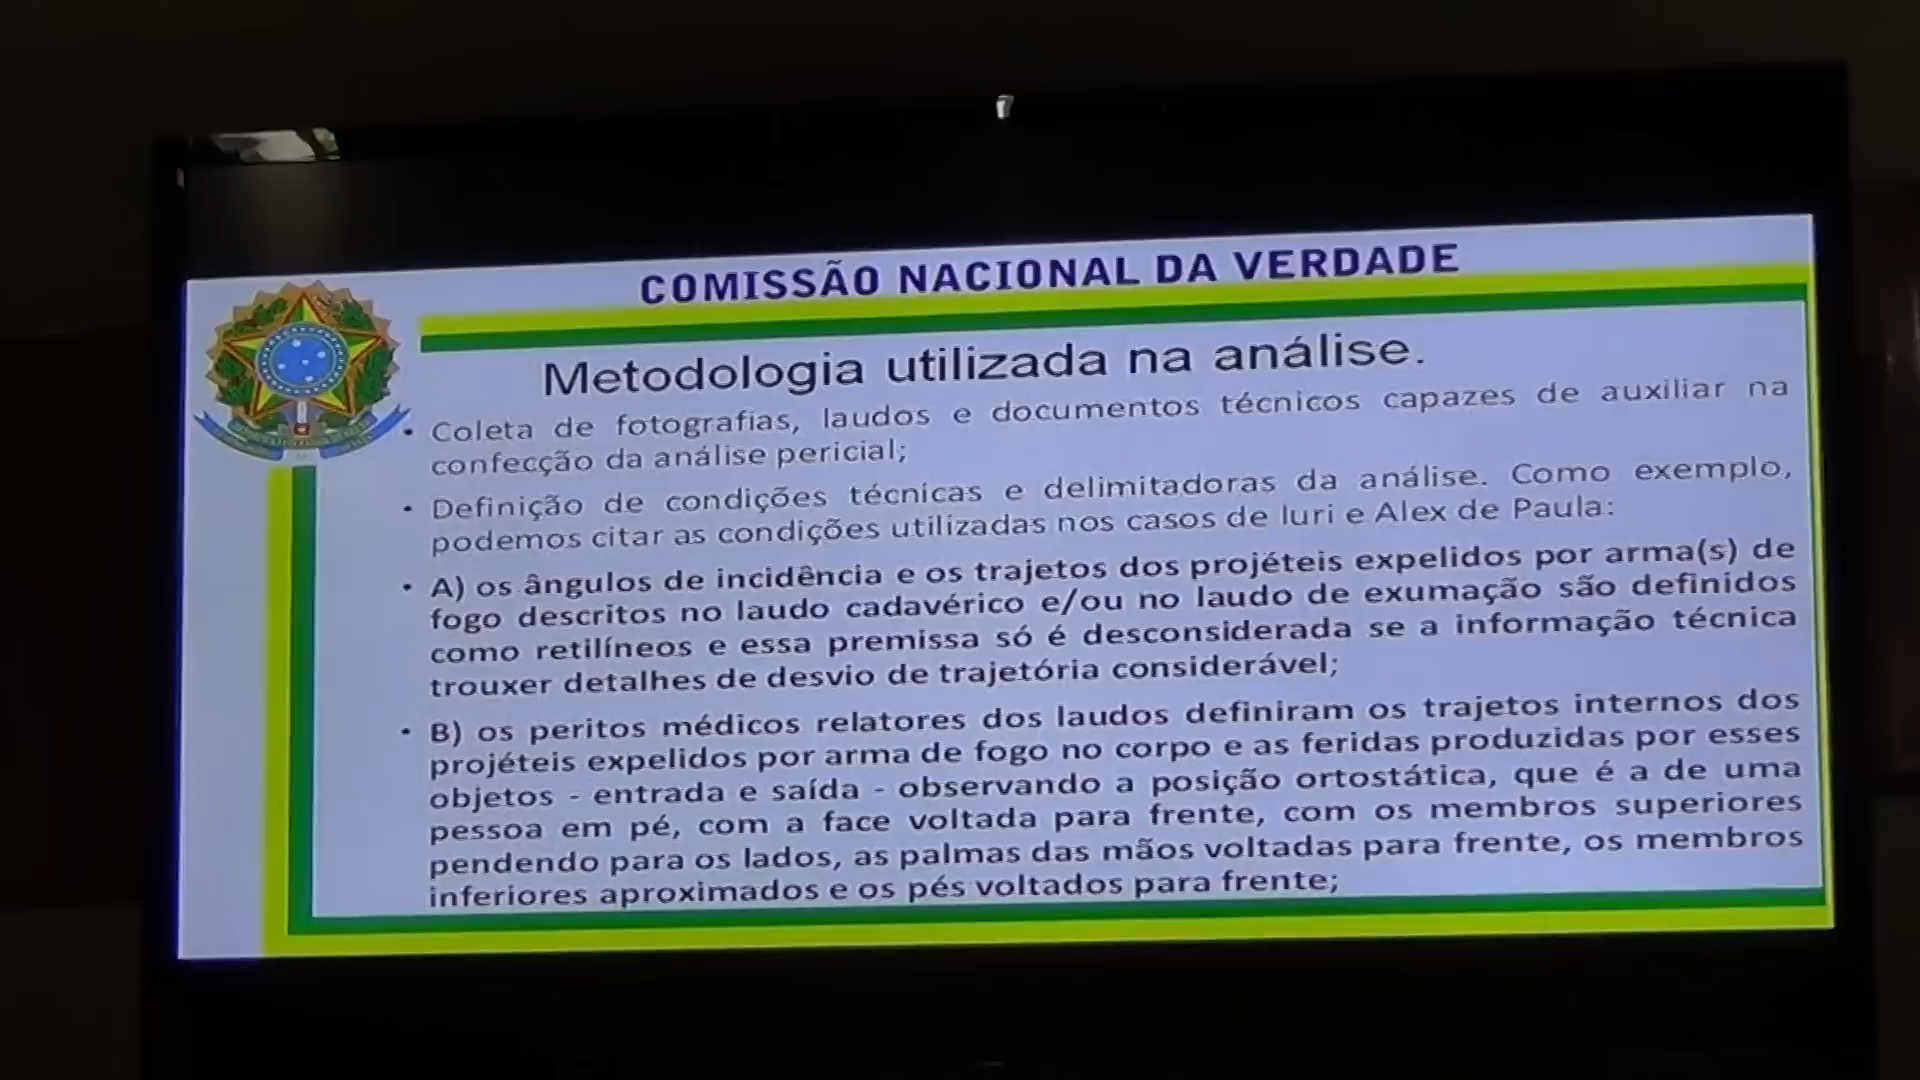 COMISSÃO NACIONAL DA VERDADE
Metodologia utilizada na análise.
• Coleta de fotografias, laudos e documentos técnicos capazes de auxiliar na
confecção da análise pericial;
• Definição de condições técnicas e delimitadoras da análise. Como exemplo,
podemos citar as condições utilizadas nos casos de Iuri e Alex de Paula:
• A) os ângulos de incidência e os trajetos dos projéteis expelidos por arma(s) de
fogo descritos no laudo cadavérico e/ou no laudo de exumação são definidos
como retilíneos e essa premissa só é desconsiderada se a informação técnica
trouxer detalhes de desvio de trajetória considerável;
• B) os peritos médicos relatores dos laudos definiram os trajetos internos dos
projéteis expelidos por arma de fogo no corpo e as feridas produzidas por esses
objetos - entrada e saída - observando a posição ortostática, que é a de uma
pessoa em pé, com a face voltada para frente, com os membros superiores
pendendo para os lados, as palmas das mãos voltadas para frente, os membros
inferiores aproximados e os pés voltados para frente;